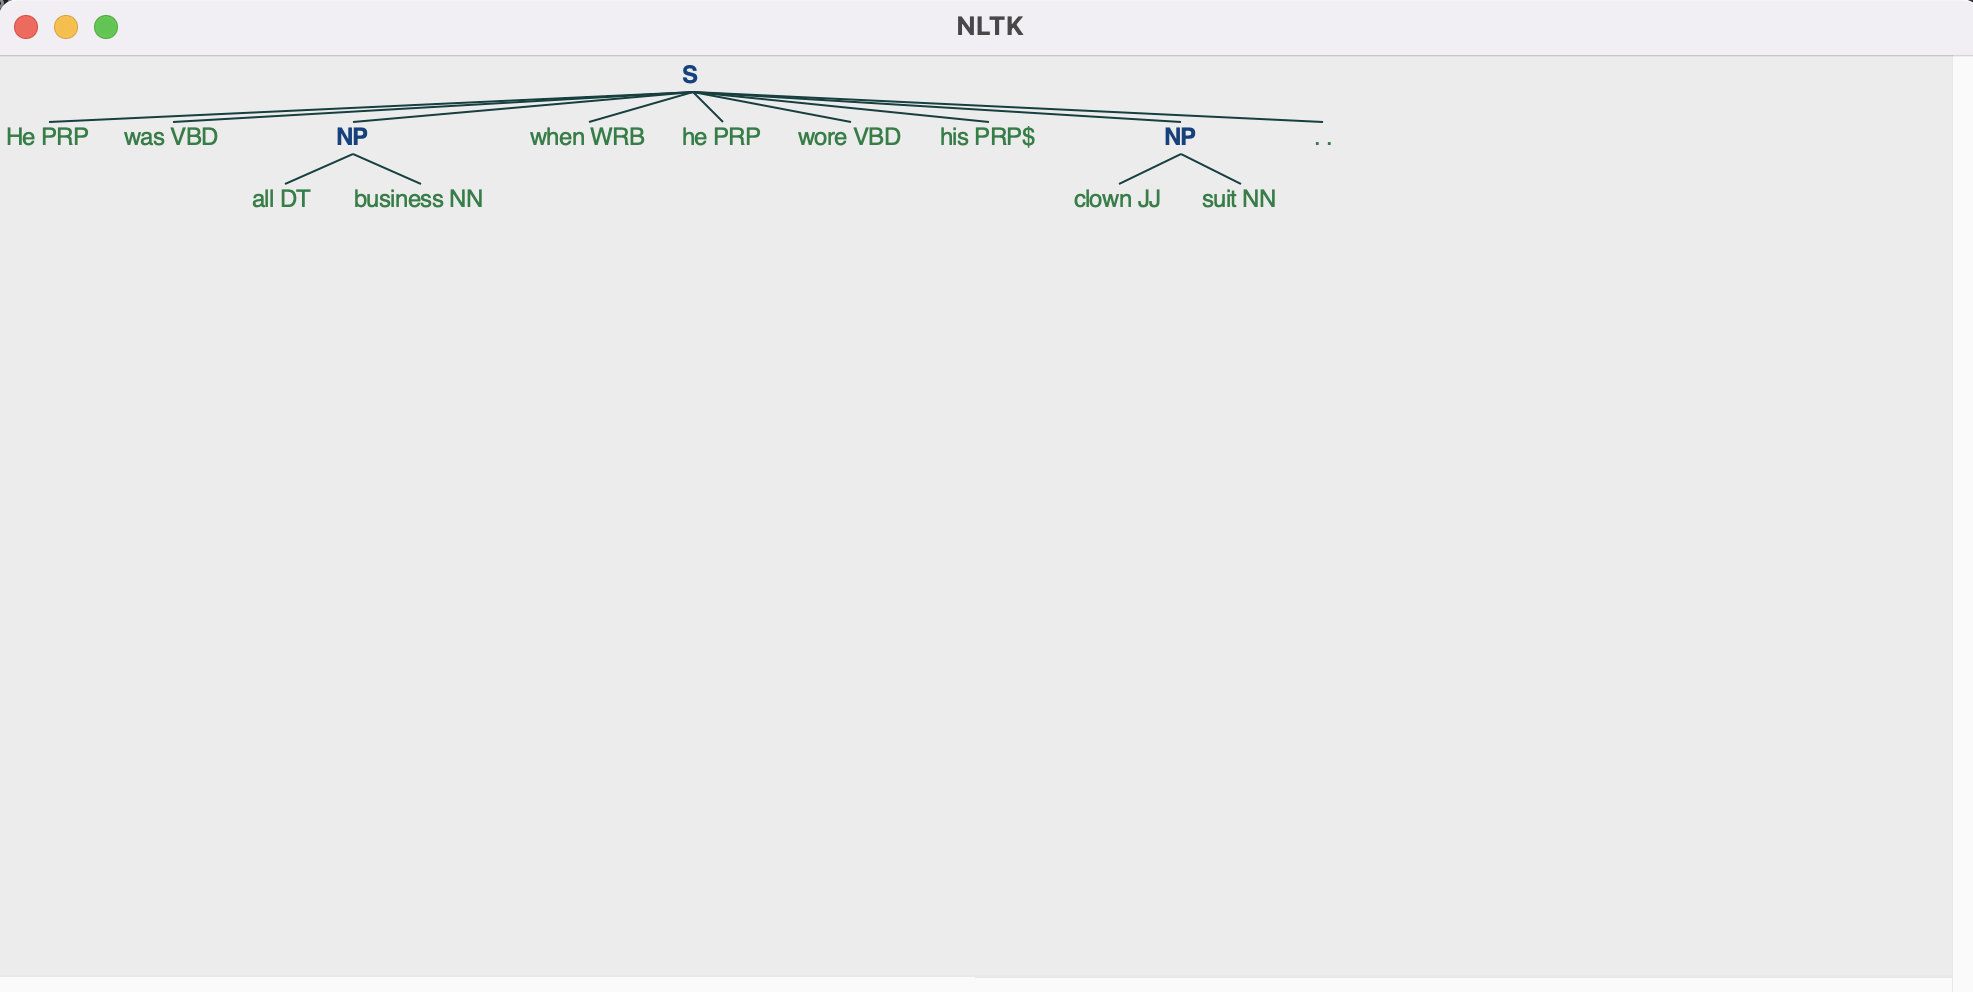 NLTK
S
He PRP was VBD NP when WRB he PRP wore VBD his PRP$ NP . .
all DT business NN clown JJ suit NN